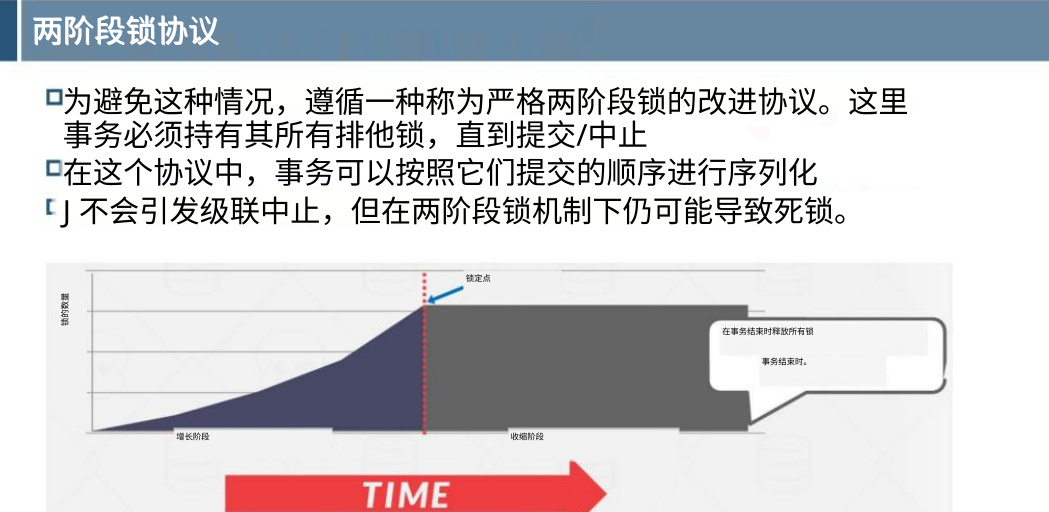 两阶段锁协议
为避免这种情况，遵循一种称为严格两阶段锁的改进协议。这里
事务必须持有其所有排他锁，直到提交/中止
在这个协议中，事务可以按照它们提交的顺序进行序列化
J 不会引发级联中止，但在两阶段锁机制下仍可能导致死锁。
锁定点
锁的数量
在事务结束时释放所有锁
事务结束时。
增长阶段
收缩阶段
TIME